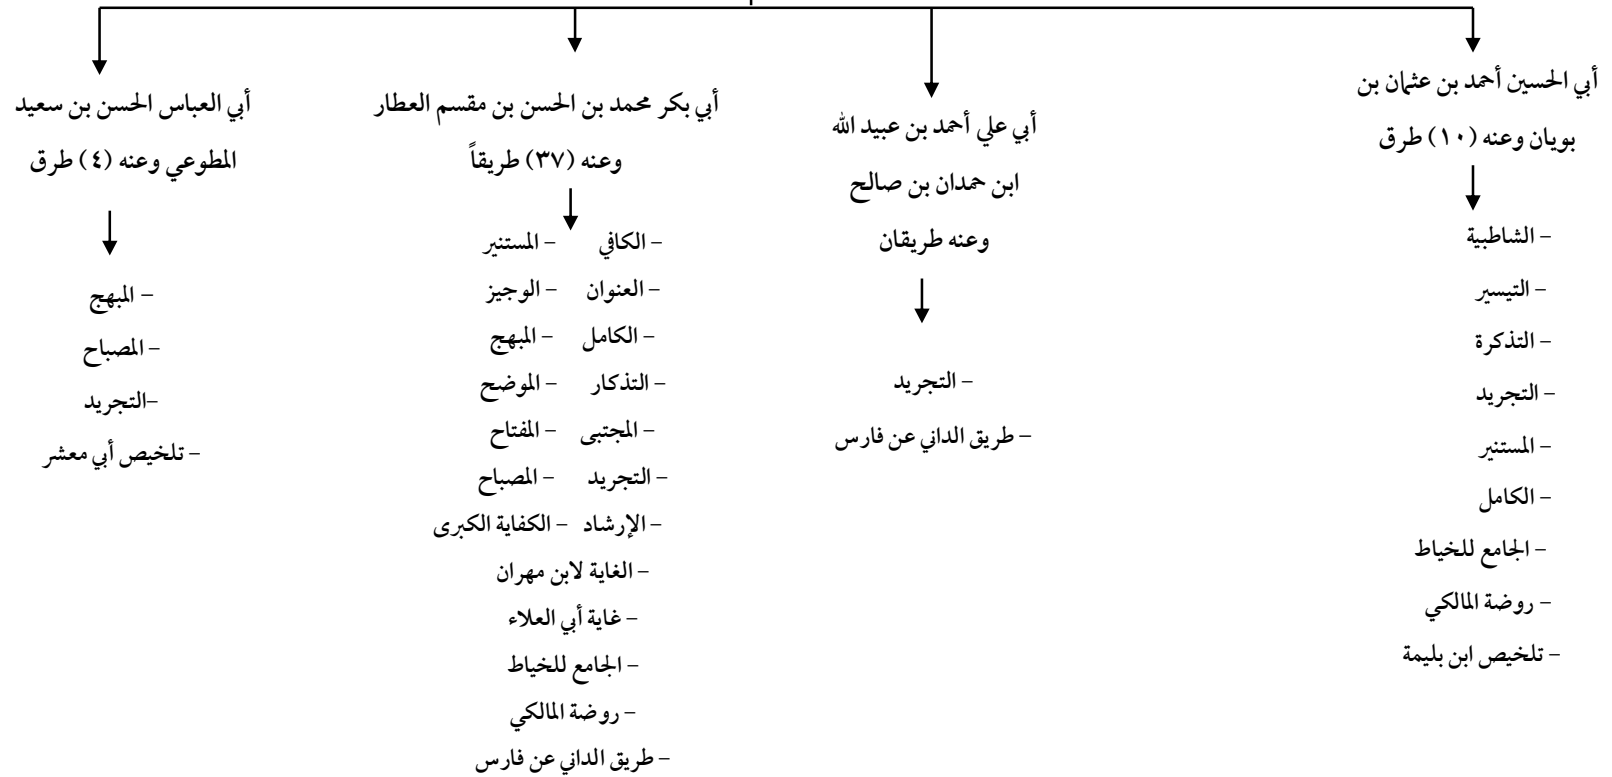 أبي الحسين أحمد بن عثمان بن
بويان وعنه (١٠) طرق
– الشاطبية
– التيسير
– التذكرة
– التجريد
– المستنير
– الكامل
– الجامع للخياط
– روضة المالكي
– تلخيص ابن بليمة
أبي علي أحمد بن عبيد الله
ابن حمدان بن صالح
وعنه طريقان
– التجريد
– طريق الداني عن فارس
أبي بكر محمد بن الحسن بن مقسم العطار
وعنه (٣٧) طريقاً
– الكافي – المستنير
– العنوان – الوجيز
– الكامل – المبهج
– التذكار – الموضح
– المجتبى – المفتاح
– التجريد – المصباح
– الإرشاد – الكفاية الكبرى
– الغاية لابن مهران
– غاية أبي العلاء
– الجامع للخياط
– روضة المالكي
– طريق الداني عن فارس
أبي العباس الحسن بن سعيد
المطوعي وعنه (٤) طرق
– المبهج
– المصباح
–التجريد
– تلخيص أبي معشر